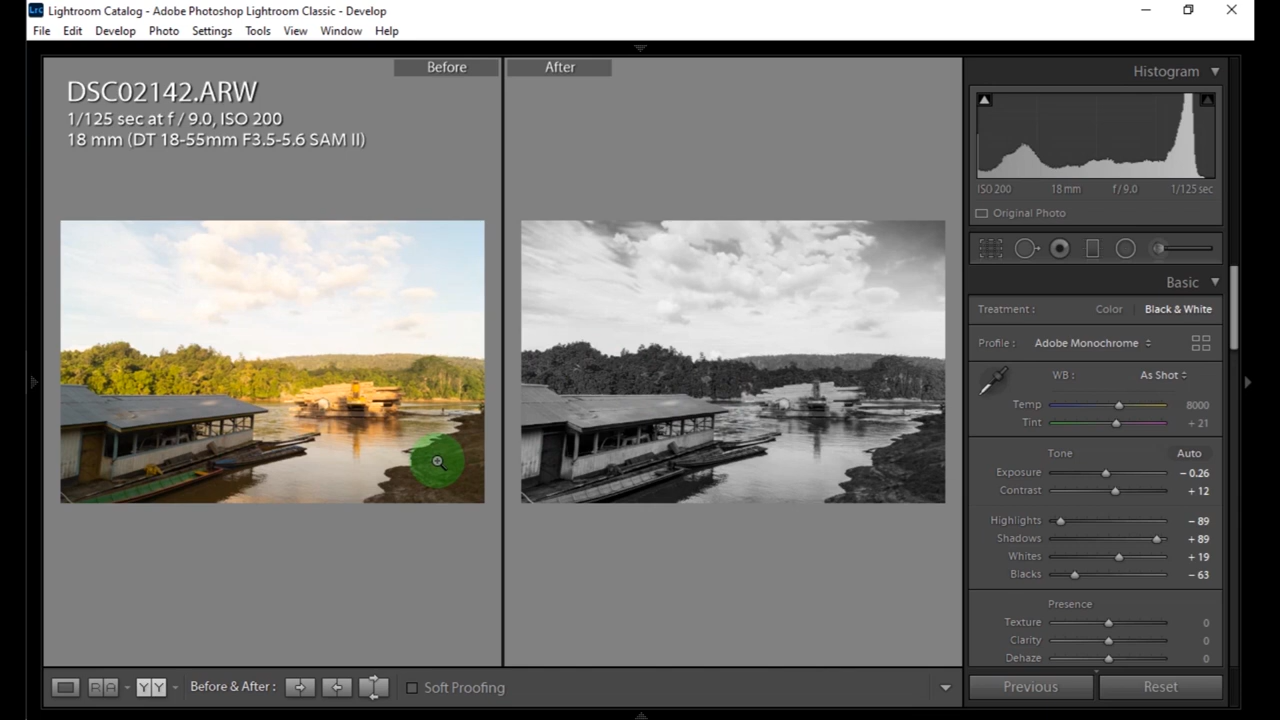 Lrc Lightroom Catalog - Adobe Photoshop Lightroom Classic - Develop
File Edit Develop Photo Settings Tools View Window Help
Before After
DSC02142.ARW
1/125 sec at f / 9.0, ISO 200
18 mm (DT 18-55mm F3.5-5.6 SAM II)
Histogram
ISO 200 18 mm f / 9.0 1/125 sec
Original Photo
Basic
Treatment : Color Black & White
Profile : Adobe Monochrome
WB : As Shot
Temp 8000
Tint + 21
Tone Auto
Exposure − 0.26
Contrast + 12
Highlights − 89
Shadows + 89
Whites + 19
Blacks − 63
Presence
Texture 0
Clarity 0
Dehaze 0
R A Y Y Before & After : Soft Proofing
Previous Reset